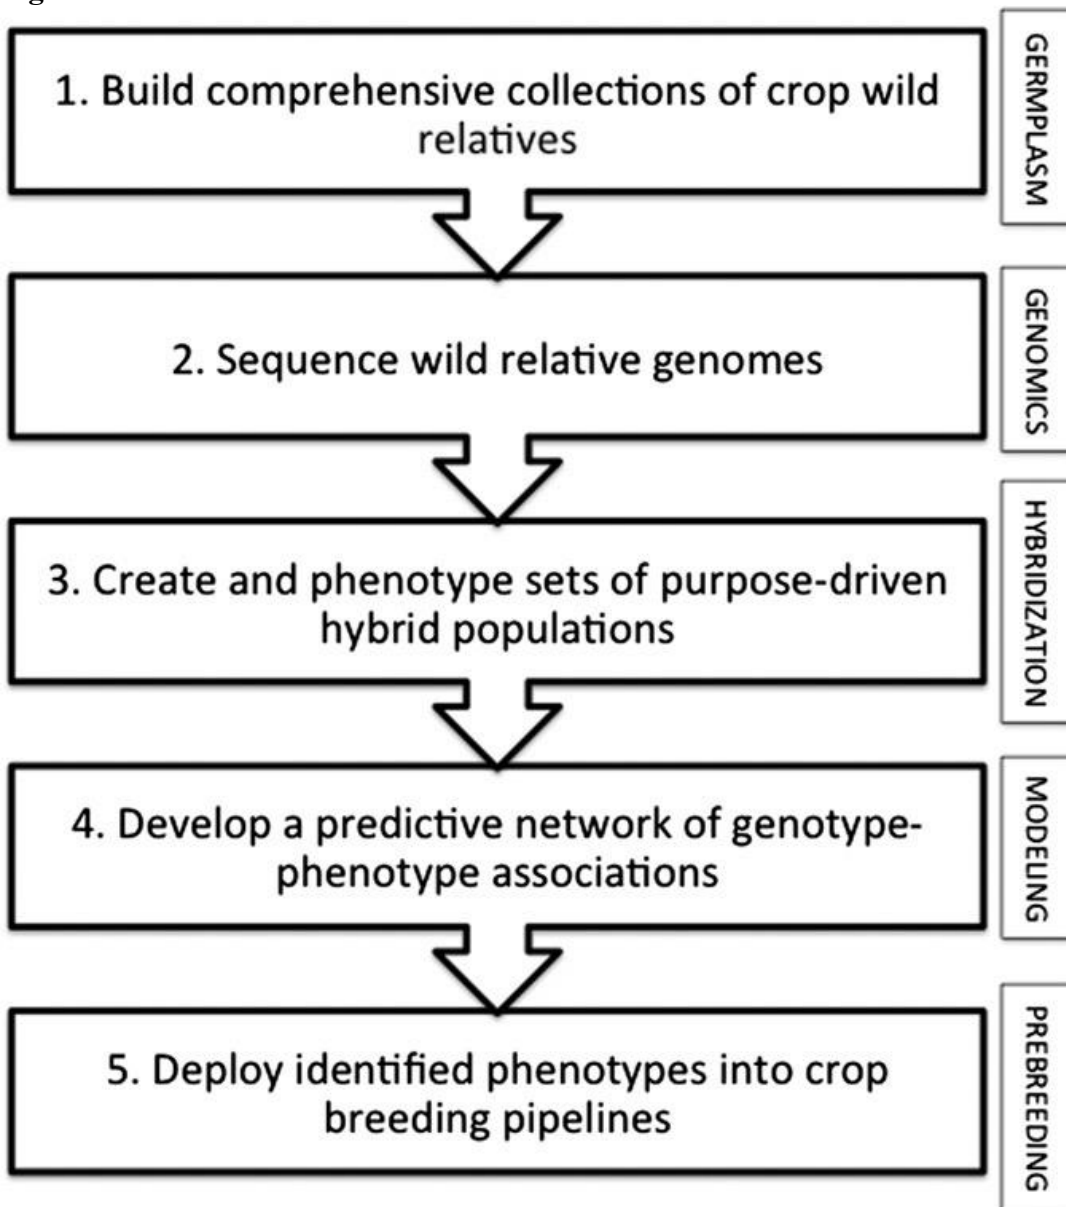 1. Build comprehensive collections of crop wild
relatives
GERMPLASM
2. Sequence wild relative genomes
GENOMICS
3. Create and phenotype sets of purpose-driven
hybrid populations
HYBRIDIZATION
4. Develop a predictive network of genotype-
phenotype associations
MODELING
5. Deploy identified phenotypes into crop
breeding pipelines
PREBREEDING